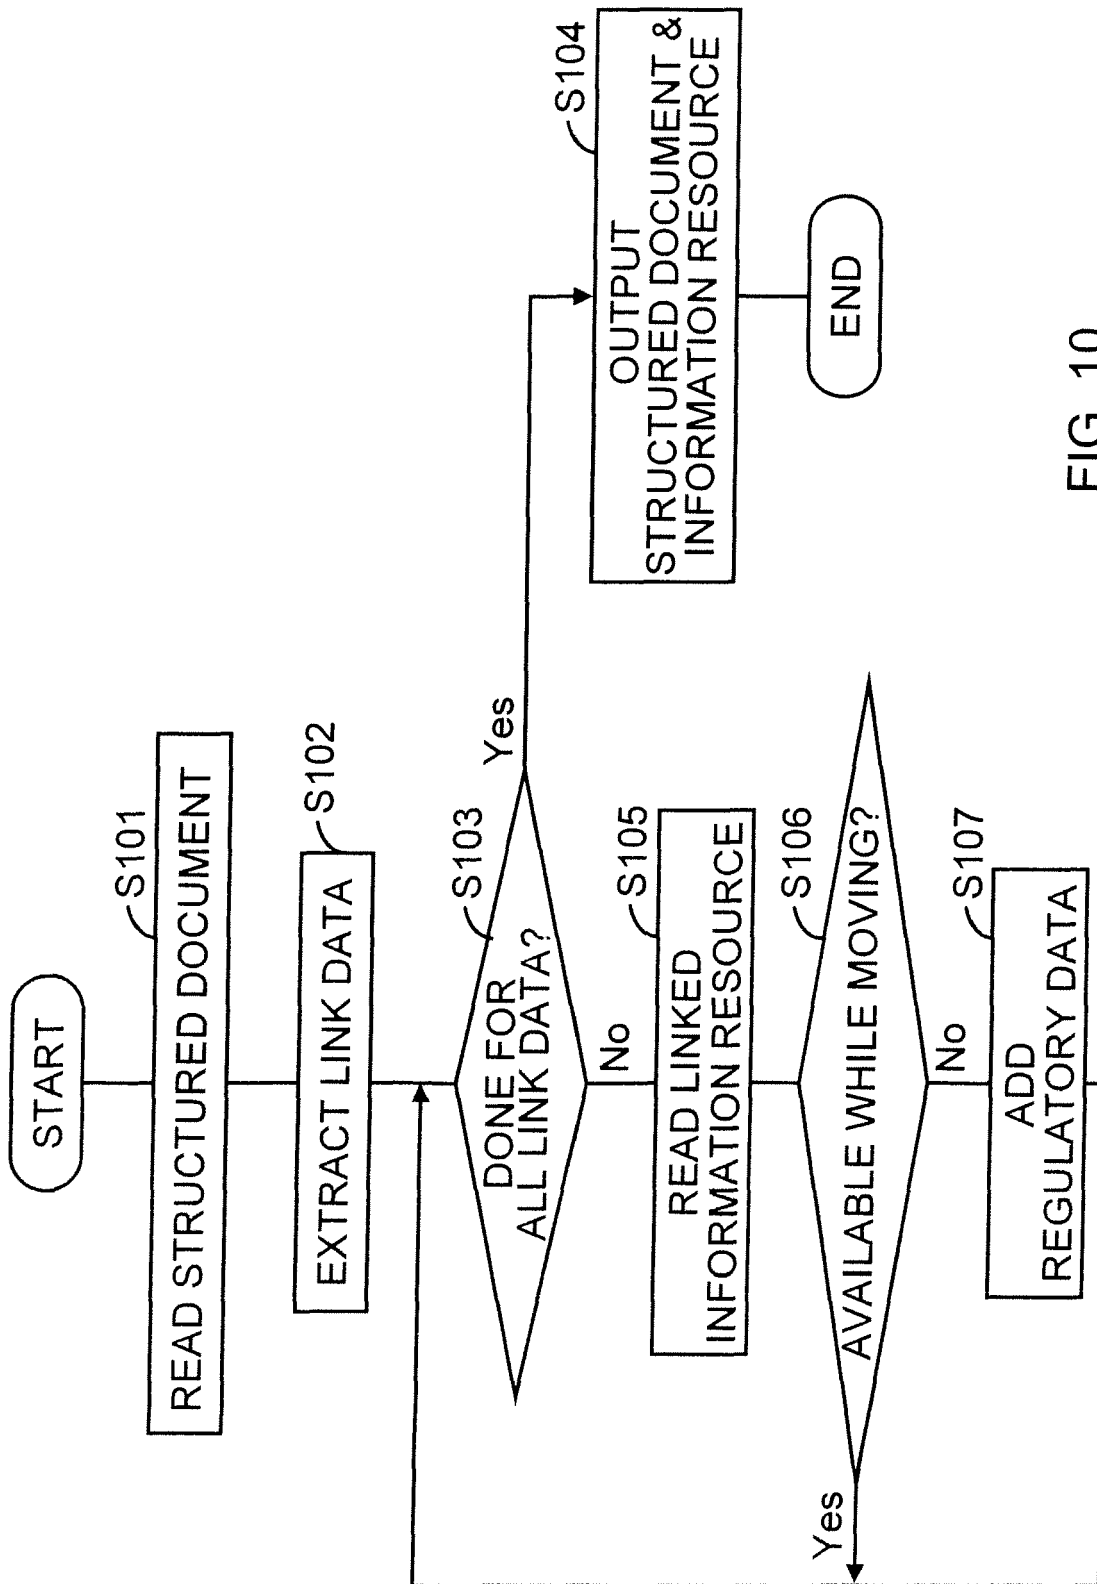 START
S101
READ STRUCTURED DOCUMENT
S102
EXTRACT LINK DATA
S103
DONE FOR
ALL LINK DATA?
Yes
No
S104
OUTPUT
STRUCTURED DOCUMENT &
INFORMATION RESOURCE
END
S105
READ LINKED
INFORMATION RESOURCE
S106
AVAILABLE WHILE MOVING?
Yes
No
S107
ADD
REGULATORY DATA
FIG. 10